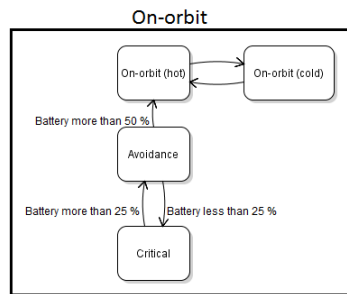 On-orbit
On-orbit (hot)
On-orbit (cold)
Battery more than 50 %
Avoidance
Battery more than 25 %
Battery less than 25 %
Critical